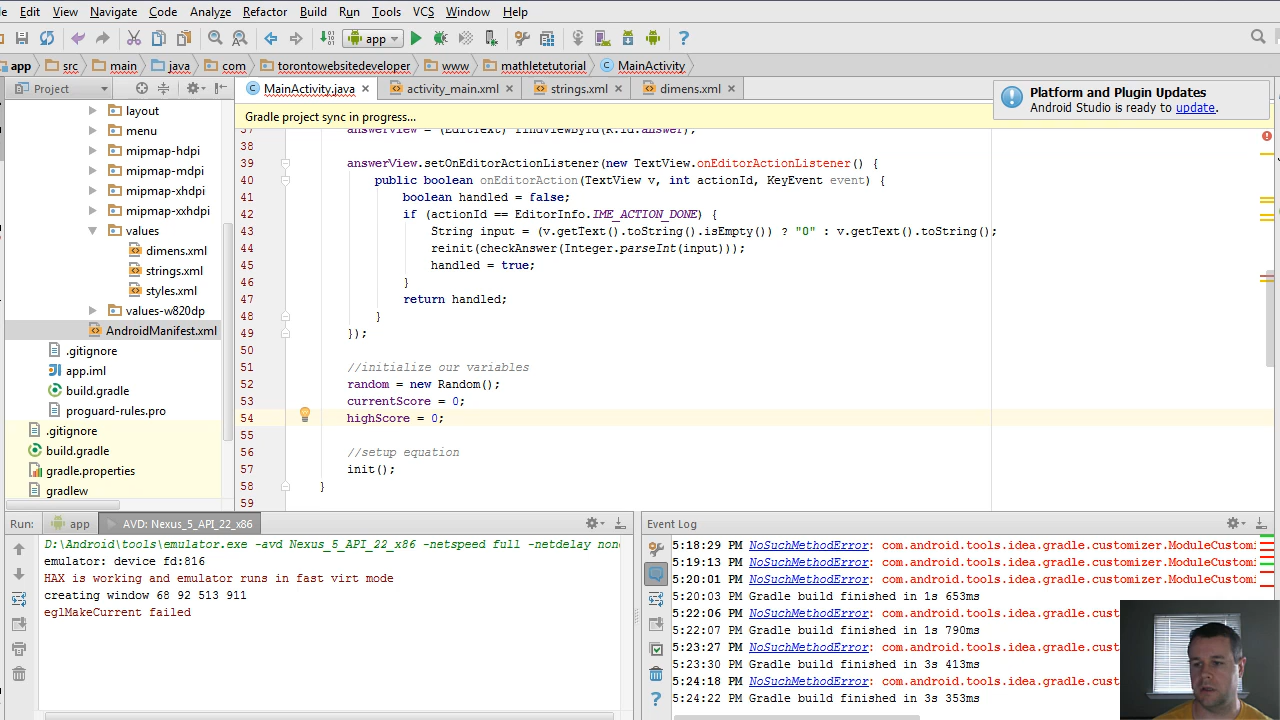 Edit View Navigate Code Analyze Refactor Build Run Tools VCS Window Help
app
app src main java com torontowebsitedeveloper www mathletetutorial MainActivity
Project MainActivity.java activity_main.xml strings.xml dimens.xml
Platform and Plugin Updates
Android Studio is ready to update.
Gradle project sync in progress...
layout
menu
mipmap-hdpi
mipmap-mdpi
mipmap-xhdpi
mipmap-xxhdpi
values
dimens.xml
strings.xml
styles.xml
values-w820dp
AndroidManifest.xml
.gitignore
app.iml
build.gradle
proguard-rules.pro
.gitignore
build.gradle
gradle.properties
gradlew
37 answerView = (EditText) findViewById(R.id.answer);
38
39 answerView.setOnEditorActionListener(new TextView.onEditorActionListener() {
40 public boolean onEditorAction(TextView v, int actionId, KeyEvent event) {
41 boolean handled = false;
42 if (actionId == EditorInfo.IME_ACTION_DONE) {
43 String input = (v.getText().toString().isEmpty()) ? "0" : v.getText().toString();
44 reinit(checkAnswer(Integer.parseInt(input)));
45 handled = true;
46 }
47 return handled;
48 }
49 });
50
51 //initialize our variables
52 random = new Random();
53 currentScore = 0;
54 highScore = 0;
55
56 //setup equation
57 init();
58 }
59
Run: app AVD: Nexus_5_API_22_x86
D:\Android\tools\emulator.exe -avd Nexus_5_API_22_x86 -netspeed full -netdelay none
emulator: device fd:816
HAX is working and emulator runs in fast virt mode
creating window 68 92 513 911
eglMakeCurrent failed
Event Log
5:18:29 PM NoSuchMethodError: com.android.tools.idea.gradle.customizer.ModuleCustomi
5:19:13 PM NoSuchMethodError: com.android.tools.idea.gradle.customizer.ModuleCustomi
5:20:01 PM NoSuchMethodError: com.android.tools.idea.gradle.customizer.ModuleCustomi
5:20:03 PM Gradle build finished in 1s 653ms
5:22:06 PM NoSuchMethodError: com.android.tools.idea.gradle.cust
5:22:07 PM Gradle build finished in 1s 790ms
5:23:27 PM NoSuchMethodError: com.android.tools.idea.gradle.cust
5:23:31 PM Gradle build finished in 3s 413ms
5:24:18 PM NoSuchMethodError: com.android.tools.idea.gradle.cust
5:24:22 PM Gradle build finished in 3s 353ms